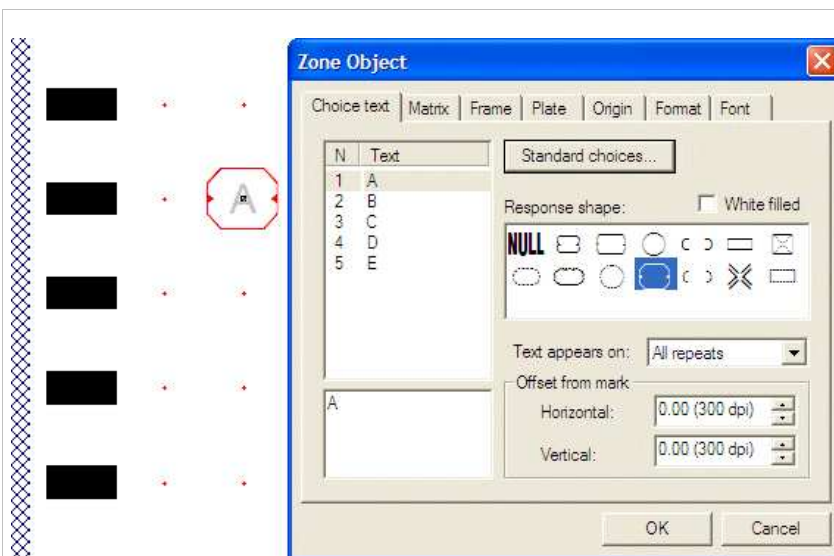 Zone Object
Choice text Matrix Frame Plate Origin Format Font
N Text
1 A
2 B
3 C
4 D
5 E
A
Standard choices...
Response shape: White filled
NULL
Text appears on: All repeats
Offset from mark
Horizontal: 0.00 (300 dpi)
Vertical: 0.00 (300 dpi)
OK Cancel
A